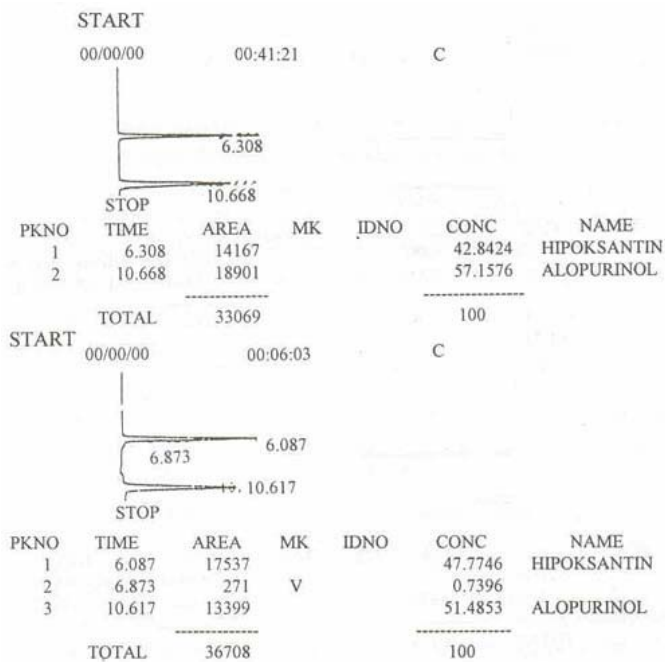 START
00/00/00 00:41:21 C
6.308
10.668
STOP
PKNO TIME AREA MK IDNO CONC NAME
1 6.308 14167 42.8424 HIPOKSANTIN
2 10.668 18901 57.1576 ALOPURINOL
TOTAL 33069 100
START
00/00/00 00:06:03 C
6.087
6.873
10.617
STOP
PKNO TIME AREA MK IDNO CONC NAME
1 6.087 17537 47.7746 HIPOKSANTIN
2 6.873 271 V 0.7396
3 10.617 13399 51.4853 ALOPURINOL
TOTAL 36708 100